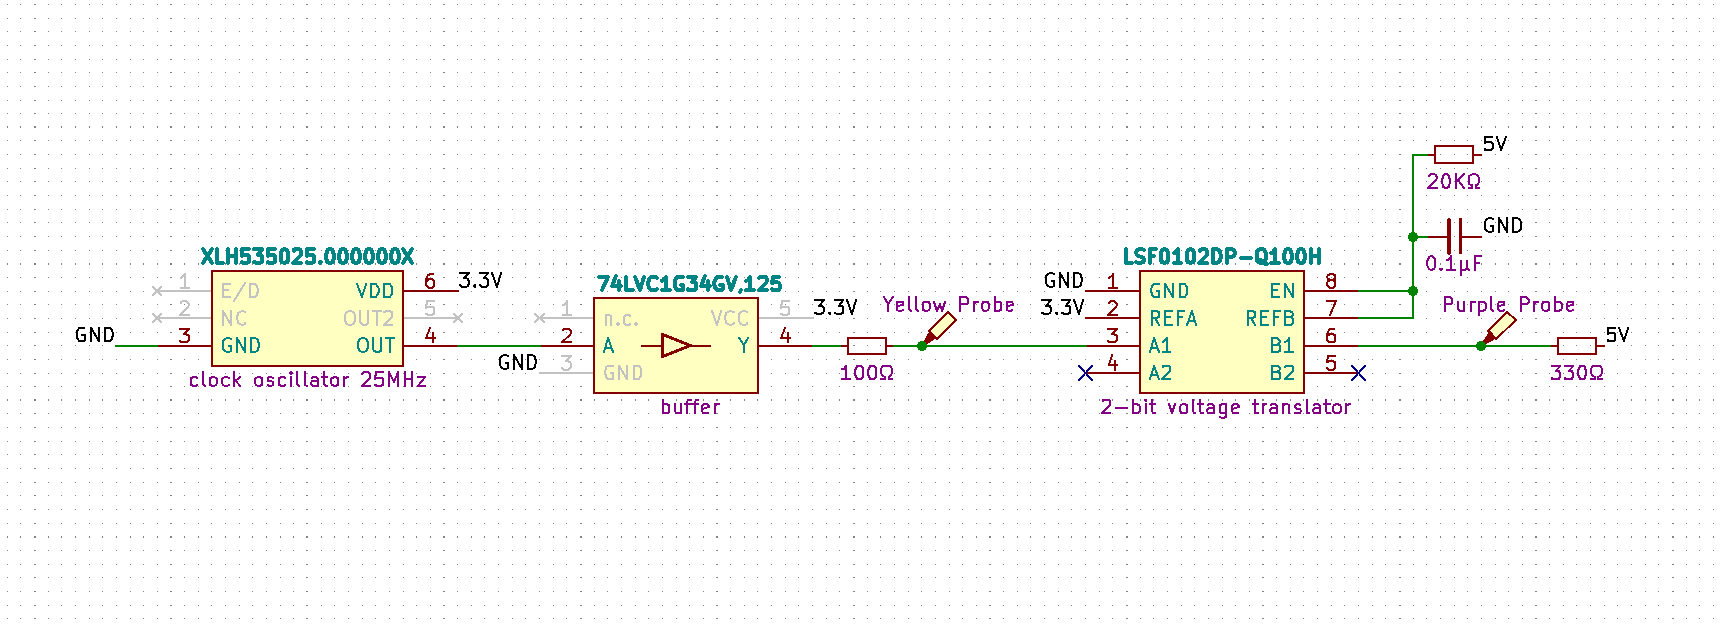 5V
20KΩ
GND
0.1µF
XLH535025.000000X
1 E/D VDD 6 3.3V
2 NC OUT2 5
GND 3 GND OUT 4
clock oscillator 25MHz
74LVC1G34GV,125
1 n.c. VCC 5 3.3V
2 A Y 4
GND 3 GND
buffer
100Ω
Yellow Probe
LSF0102DP-Q100H
GND 1 GND EN 8
3.3V 2 REFA REFB 7
3 A1 B1 6
4 A2 B2 5
2-bit voltage translator
Purple Probe
5V
330Ω